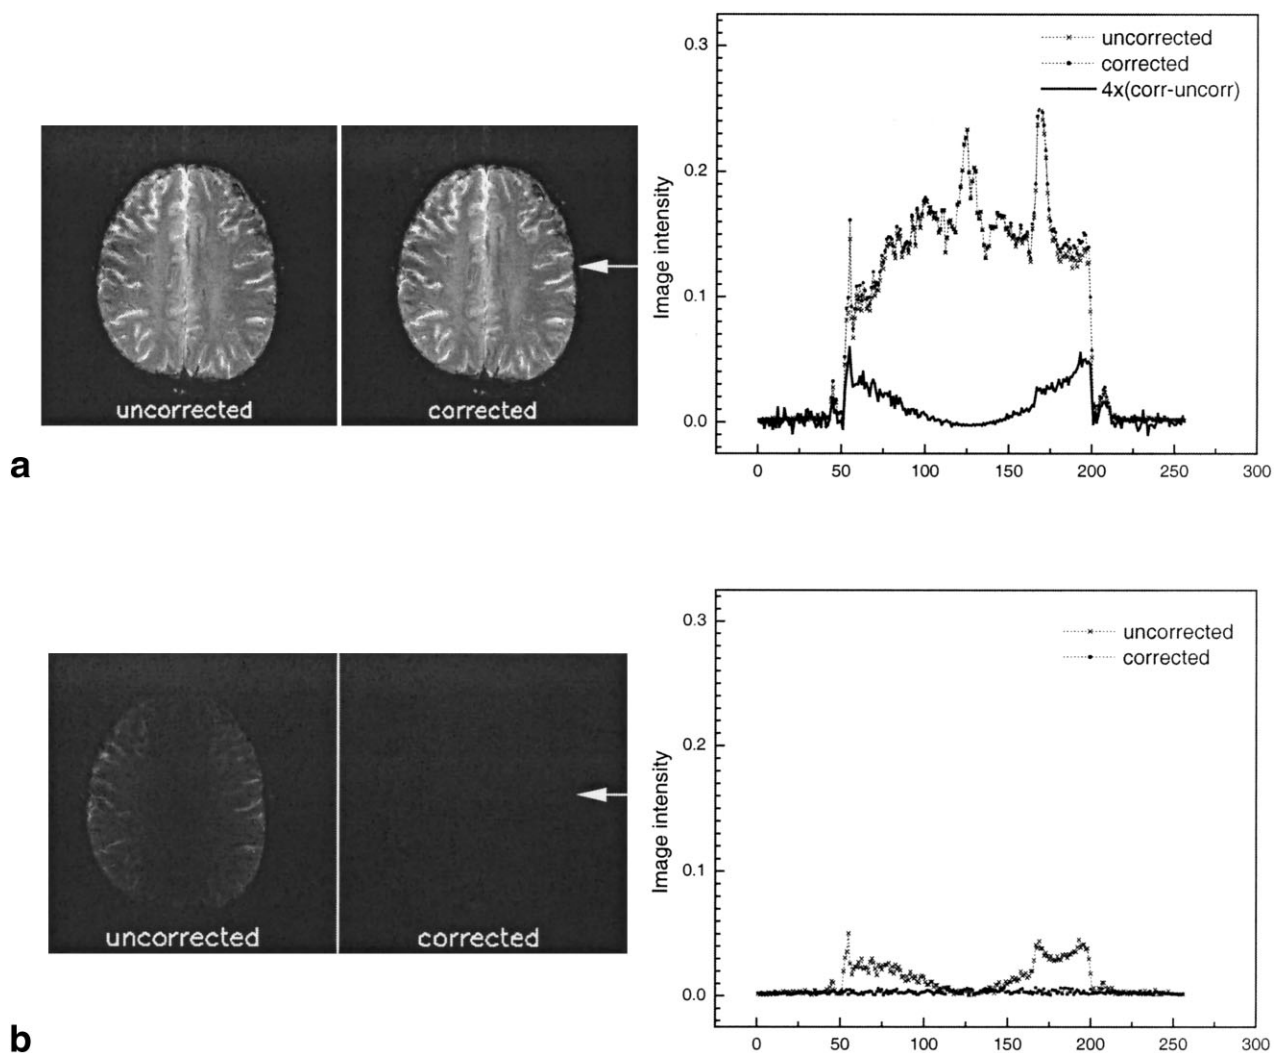 0.3
0.2
0.1
0.0
Image intensity
uncorrected
corrected
4x(corr-uncorr)
0 50 100 150 200 250 300
uncorrected
corrected
a
0.3
0.2
0.1
0.0
Image intensity
uncorrected
corrected
0 50 100 150 200 250 300
uncorrected
corrected
b